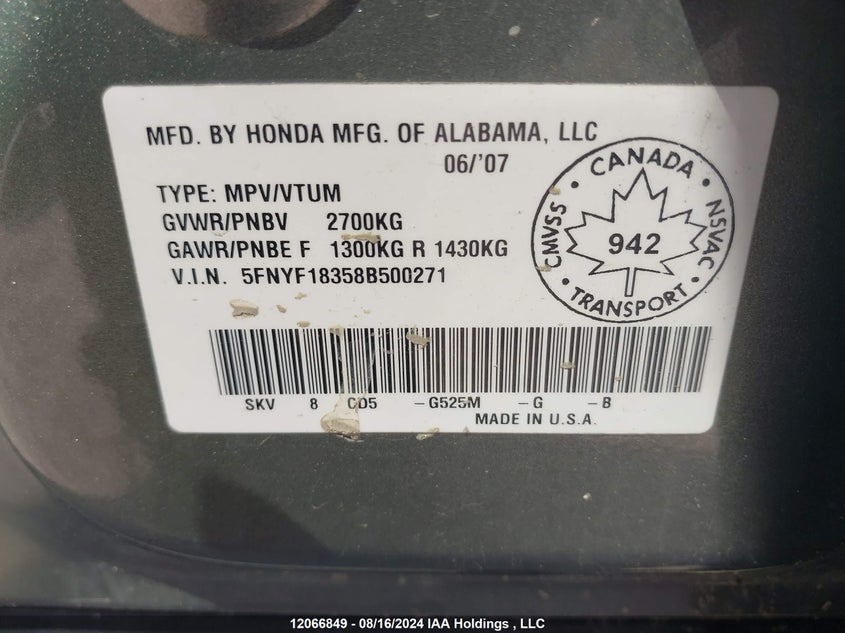 MFD. BY HONDA MFG. OF ALABAMA, LLC
06/'07
TYPE: MPV/VTUM
GVWR/PNBV 2700KG
GAWR/PNBE F 1300KG R 1430KG
V.I.N. 5FNYF18358B500271
CANADA
CMVSS
942
NSVAC
TRANSPORT
SKV 8 CD5 -G525M -G -B
MADE IN U.S.A.
12066849 - 08/16/2024 IAA Holdings , LLC